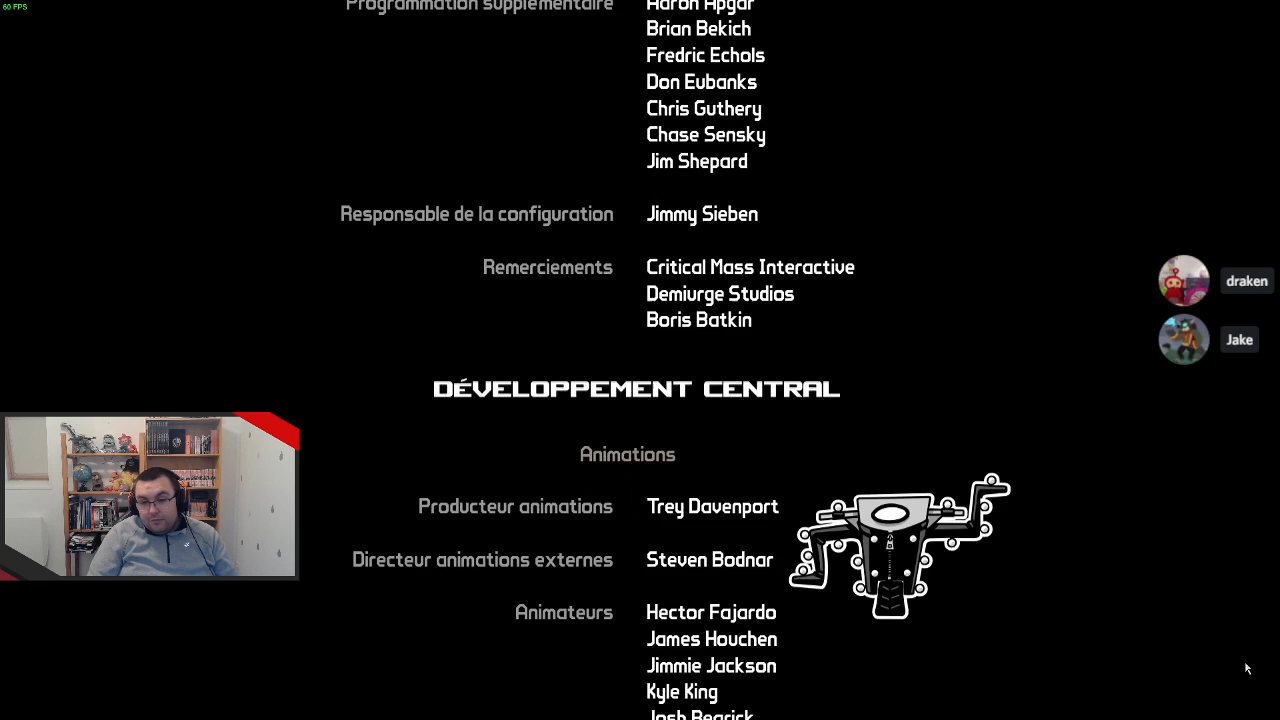 60 FPS
Programmation supplémentaire Aaron Apgar
Brian Bekich
Fredric Echols
Don Eubanks
Chris Guthery
Chase Sensky
Jim Shepard
Responsable de la configuration Jimmy Sieben
Remerciements Critical Mass Interactive
Demiurge Studios
Boris Batkin
draken
Jake
DÉVELOPPEMENT CENTRAL
Animations
Producteur animations Trey Davenport
Directeur animations externes Steven Bodnar
Animateurs Hector Fajardo
James Houchen
Jimmie Jackson
Kyle King
Josh Regrick